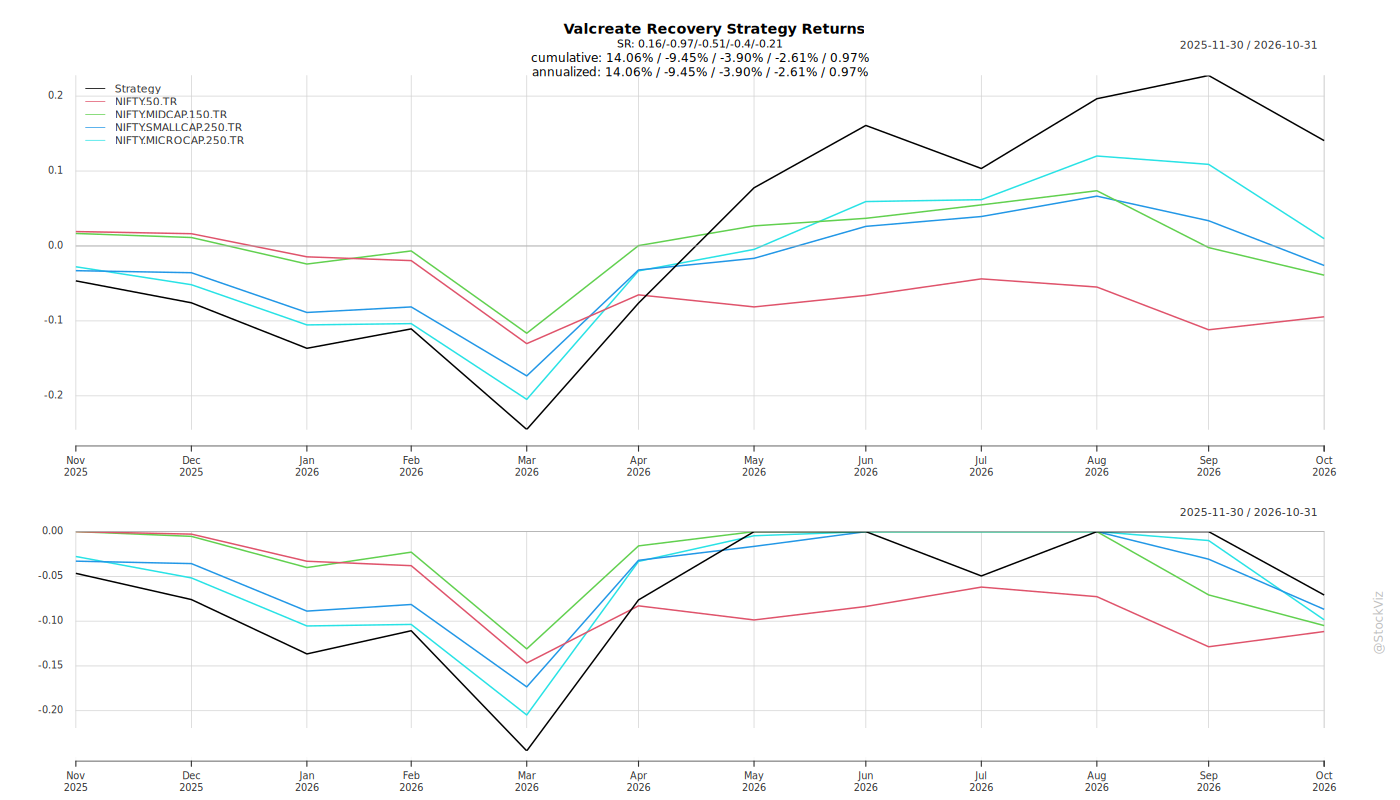 Valcreate Recovery Strategy Returns
SR: 0.16/-0.97/-0.51/-0.4/-0.21
cumulative: 14.06% / -9.45% / -3.90% / -2.61% / 0.97%
annualized: 14.06% / -9.45% / -3.90% / -2.61% / 0.97%
2025-11-30 / 2026-10-31
Strategy
NIFTY.50.TR
NIFTY.MIDCAP.150.TR
NIFTY.SMALLCAP.250.TR
NIFTY.MICROCAP.250.TR
0.2
0.1
0.0
-0.1
-0.2
Nov Dec Jan Feb Mar Apr May Jun Jul Aug Sep Oct
2025 2025 2026 2026 2026 2026 2026 2026 2026 2026 2026 2026
2025-11-30 / 2026-10-31
0.00
-0.05
-0.10
-0.15
-0.20
Nov Dec Jan Feb Mar Apr May Jun Jul Aug Sep Oct
2025 2025 2026 2026 2026 2026 2026 2026 2026 2026 2026 2026
@StockViz